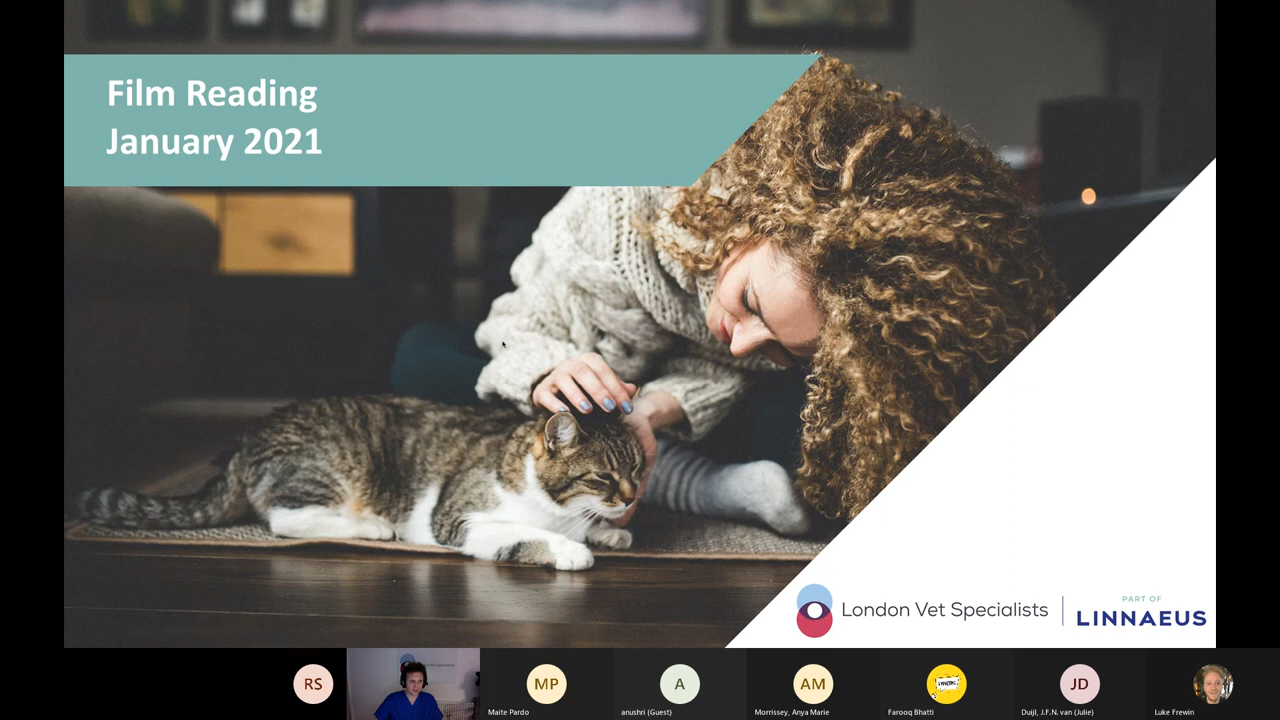 Film Reading
January 2021
London Vet Specialists
PART OF
LINNAEUS
RS
MP
A
AM
JD
Maite Pardo
anushri (Guest)
Morrissey, Anya Marie
Farooq Bhatti
Duijl, J.F.N. van (Julie)
Luke Frewin